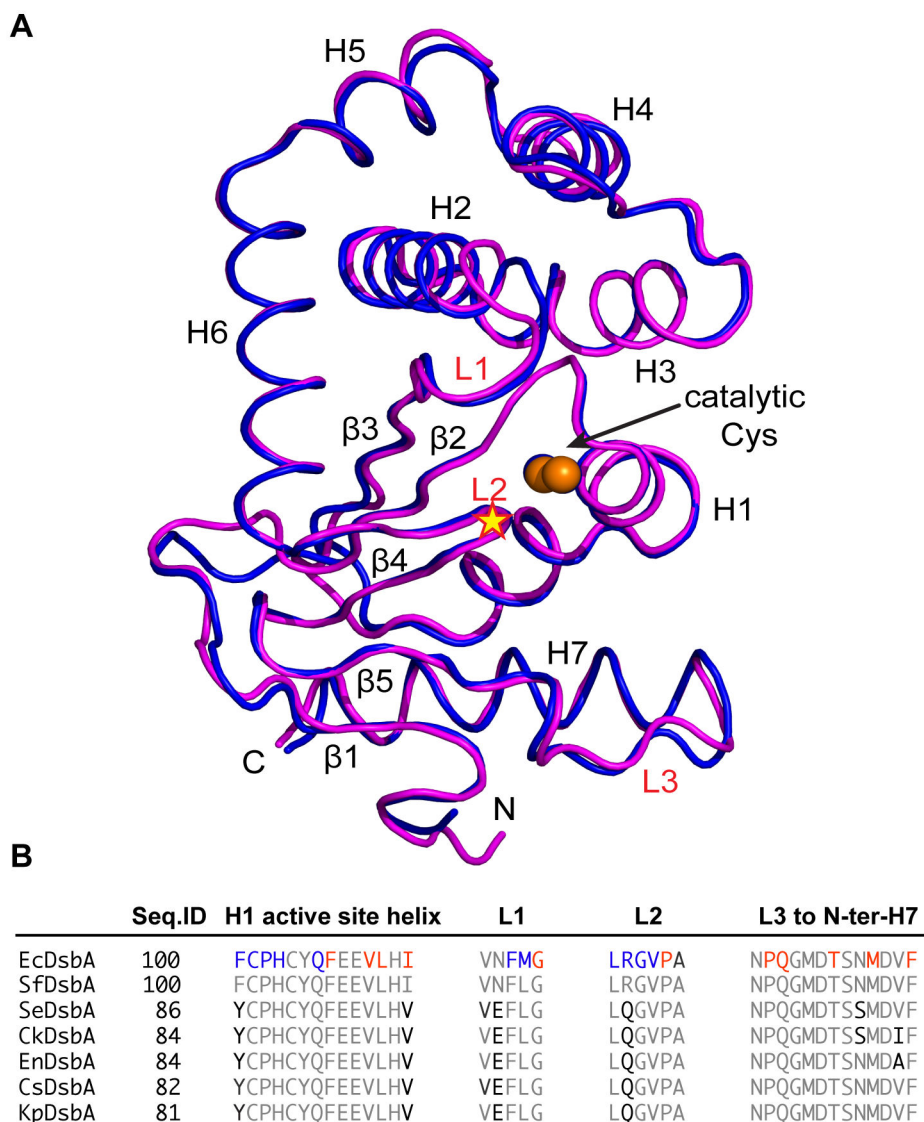 A
H5
H4
H2
H6
L1
H3
β3
β2
catalytic
Cys
L2
H1
β4
H7
β5
C
β1
L3
N
B
Seq.ID H1 active site helix L1 L2 L3 to N-ter-H7
EcDsbA 100 FCPHCYQFEEVLHI VNFMG LRGVPA NPQGMDTSNMDVF
SfDsbA 100 FCPHCYQFEEVLHI VNFLG LRGVPA NPQGMDTSNMDVF
SeDsbA 86 YCPHCYQFEEVLHV VEFLG LQGVPA NPQGMDTSSMDVF
CkDsbA 84 YCPHCYQFEEVLHV VEFLG LQGVPA NPQGMDTSSMDIF
EnDsbA 84 YCPHCYQFEEVLHV VEFLG LQGVPA NPQGMDTSNMDAF
CsDsbA 82 YCPHCYQFEEVLHV VEFLG LQGVPA NPQGMDTSNMDVF
KpDsbA 81 YCPHCYQFEEVLHV VEFLG LQGVPA NPQGMDTSNMDVF